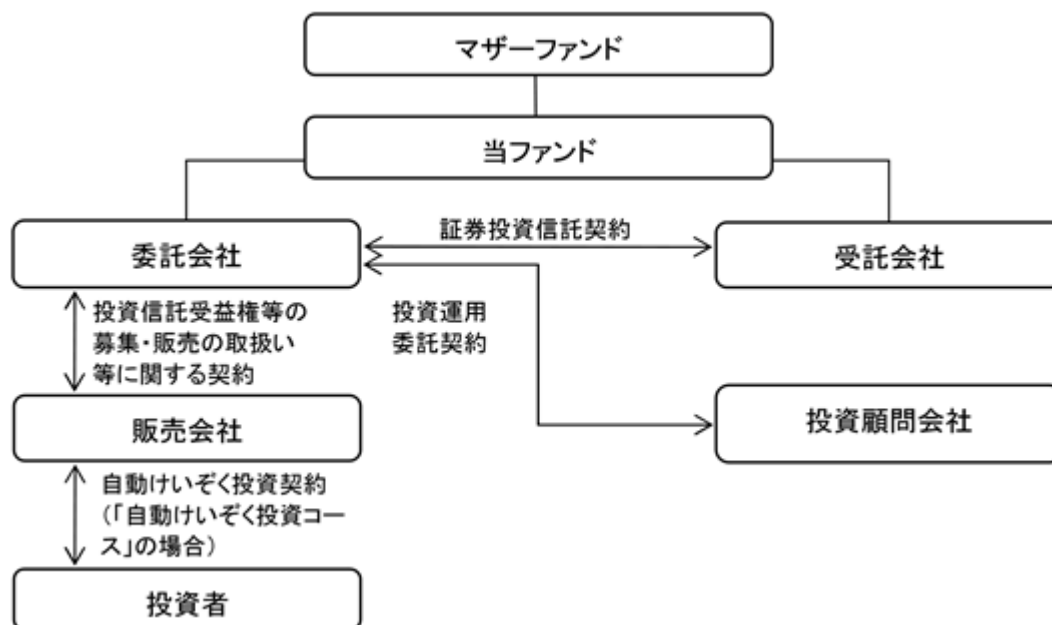 マザーファンド
当ファンド
証券投資信託契約
委託会社
受託会社
投資信託受益権等の
募集・販売の取扱い
等に関する契約
投資運用
委託契約
販売会社
投資顧問会社
自動けいぞく投資契約
(「自動けいぞく投資コー
ス」の場合)
投資者